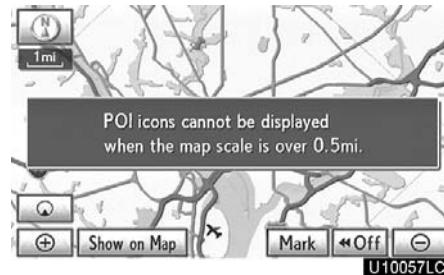 N
1mi
POI icons cannot be displayed
when the map scale is over 0.5mi.
Show on Map Mark Off
U10057LC